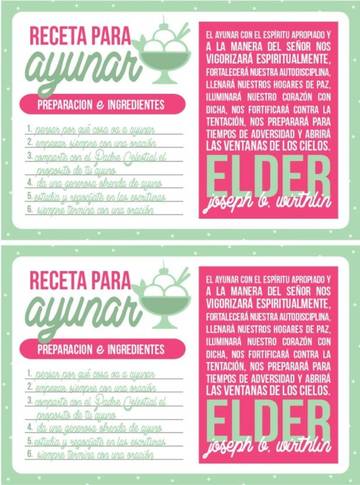 RECETA PARA
ayunar
PREPARACION e INGREDIENTES
1. pensar por qué cosa va a ayunar
2. empezar siempre con una oración
3. comparte con el Padre Celestial el
propósito de tu ayuno
4. da una generosa ofrenda de ayuno
5. estudia y regocijate en las escrituras
6. siempre termina con una oración
EL AYUNAR CON EL ESPÍRITU APROPIADO Y
A LA MANERA DEL SEÑOR NOS
VIGORIZARÁ ESPIRITUALMENTE,
FORTALECERÁ NUESTRA AUTODISCIPLINA,
LLENARÁ NUESTROS HOGARES DE PAZ,
ILUMINARÁ NUESTRO CORAZÓN CON
DICHA, NOS FORTIFICARÁ CONTRA LA
TENTACIÓN, NOS PREPARARÁ PARA
TIEMPOS DE ADVERSIDAD Y ABRIRÁ
LAS VENTANAS DE LOS CIELOS.
ELDER
joseph b. wirthlin
RECETA PARA
ayunar
PREPARACION e INGREDIENTES
1. pensar por qué cosa va a ayunar
2. empezar siempre con una oración
3. comparte con el Padre Celestial el
propósito de tu ayuno
4. da una generosa ofrenda de ayuno
5. estudia y regocijate en las escrituras
6. siempre termina con una oración
EL AYUNAR CON EL ESPÍRITU APROPIADO Y
A LA MANERA DEL SEÑOR NOS
VIGORIZARÁ ESPIRITUALMENTE,
FORTALECERÁ NUESTRA AUTODISCIPLINA,
LLENARÁ NUESTROS HOGARES DE PAZ,
ILUMINARÁ NUESTRO CORAZÓN CON
DICHA, NOS FORTIFICARÁ CONTRA LA
TENTACIÓN, NOS PREPARARÁ PARA
TIEMPOS DE ADVERSIDAD Y ABRIRÁ
LAS VENTANAS DE LOS CIELOS.
ELDER
joseph b. wirthlin